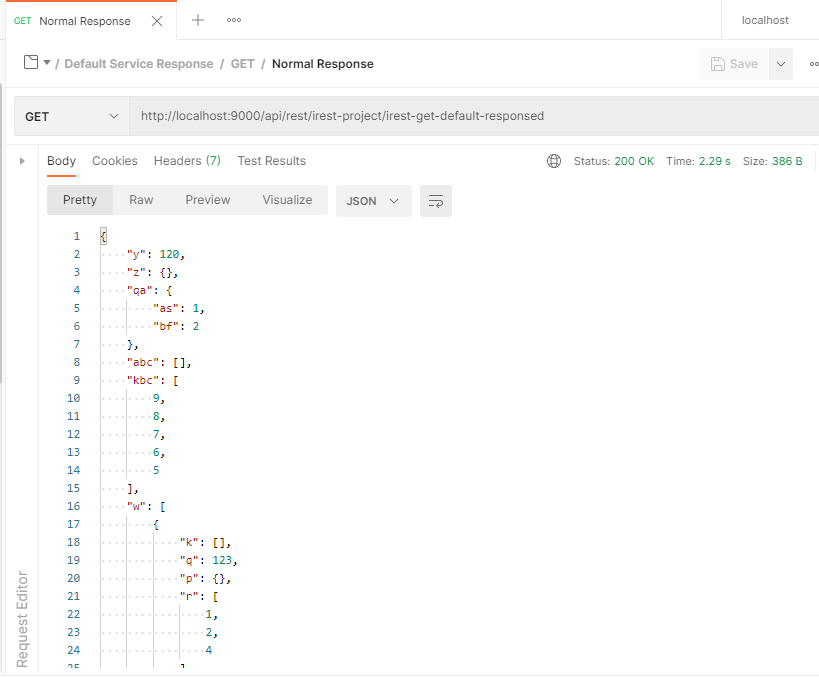 GET Normal Response
localhost
/ Default Service Response / GET / Normal Response
Save
GET http://localhost:9000/api/rest/irest-project/irest-get-default-responsed
Body Cookies Headers (7) Test Results Status: 200 OK Time: 2.29 s Size: 386 B
Pretty Raw Preview Visualize JSON
1 {
2 "y": 120,
3 "z": {},
4 "qa": {
5 "as": 1,
6 "bf": 2
7 },
8 "abc": [],
9 "kbc": [
10 9,
11 8,
12 7,
13 6,
14 5
15 ],
16 "w": [
17 {
18 "k": [],
19 "q": 123,
20 "p": {},
21 "r": [
22 1,
23 2,
24 4
25 ]
Request Editor